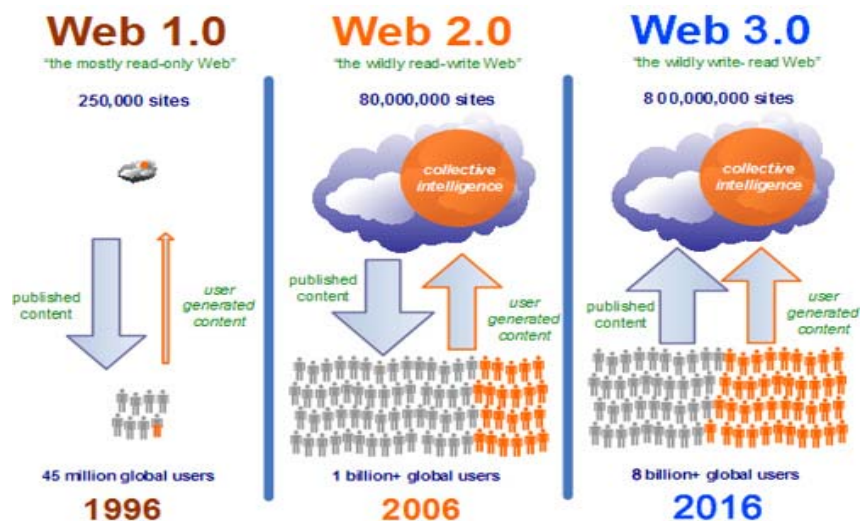 Web 1.0
"the mostly read-only Web"
250,000 sites
published
content
user
generated
content
45 million global users
1996
Web 2.0
"the wildly read-write Web"
80,000,000 sites
collective
intelligence
published
content
user
generated
content
1 billion+ global users
2006
Web 3.0
"the wildly write- read Web"
800,000,000 sites
collective
intelligence
published
content
user
generated
content
8 billion+ global users
2016